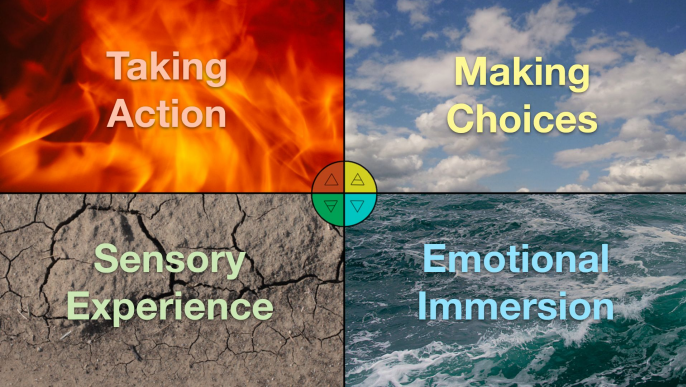 Taking
Action
Making
Choices
Sensory
Experience
Emotional
Immersion